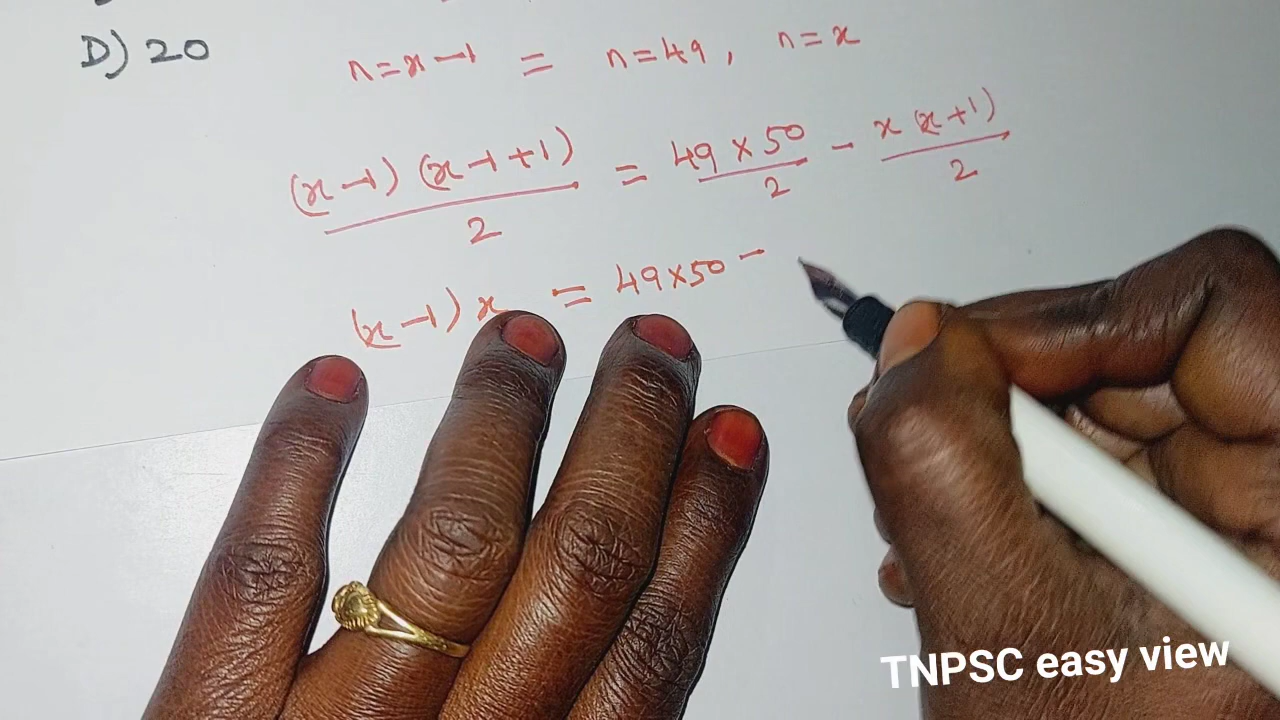 D) 20
n = x - 1 = n = 49, n = x
(x - 1) (x - 1 + 1) / 2 = 49 × 50 / 2 - x (x + 1) / 2
(x - 1) x = 49 × 50 -
TNPSC easy view